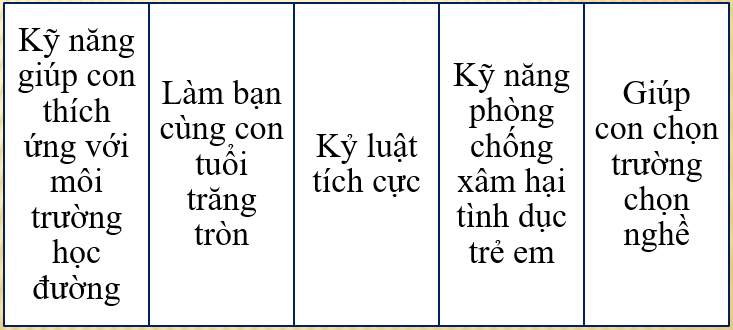 Kỹ năng
giúp con
thích
ứng với
môi
trường
học
đường
Làm bạn
cùng con
tuổi
trăng
tròn
Kỷ luật
tích cực
Kỹ năng
phòng
chống
xâm hại
tình dục
trẻ em
Giúp
con chọn
trường
chọn
nghề